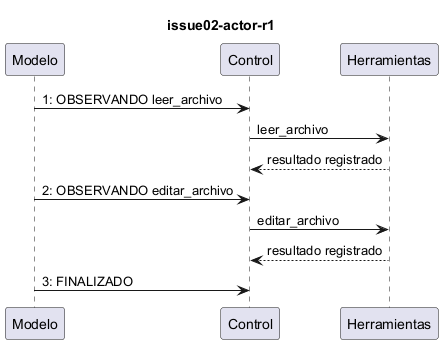 issue02-actor-r1
Modelo
Control
Herramientas
1: OBSERVANDO leer_archivo
leer_archivo
resultado registrado
2: OBSERVANDO editar_archivo
editar_archivo
resultado registrado
3: FINALIZADO
Modelo
Control
Herramientas